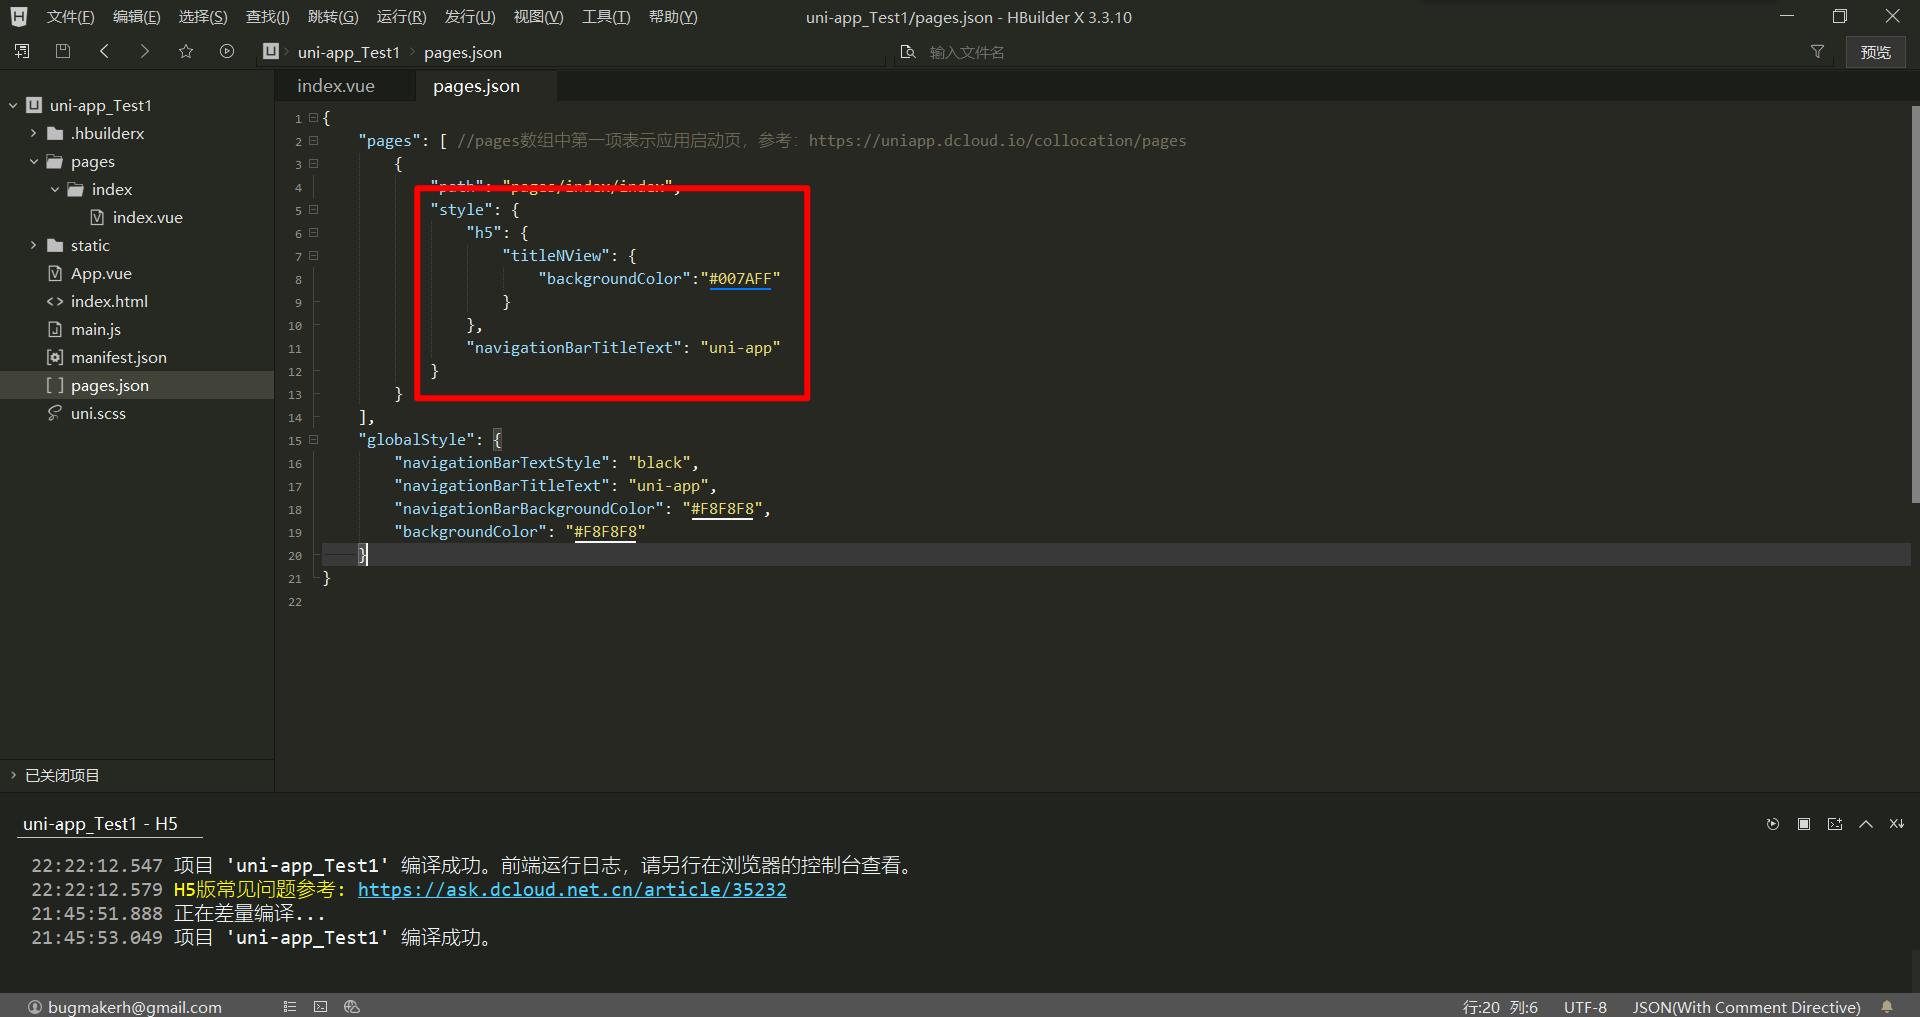 文件(F) 编辑(E) 选择(S) 查找(I) 跳转(G) 运行(R) 发行(U) 视图(V) 工具(T) 帮助(Y) uni-app_Test1/pages.json - HBuilder X 3.3.10
uni-app_Test1 pages.json 输入文件名 预览
index.vue pages.json
uni-app_Test1
.hbuilderx
pages
index
index.vue
static
App.vue
index.html
main.js
manifest.json
pages.json
uni.scss
已关闭项目
1 {
2 "pages": [ //pages数组中第一项表示应用启动页，参考：https://uniapp.dcloud.io/collocation/pages
3 {
4 "path": "pages/index/index",
5 "style": {
6 "h5": {
7 "titleNView": {
8 "backgroundColor":"#007AFF"
9 }
10 },
11 "navigationBarTitleText": "uni-app"
12 }
13 }
14 ],
15 "globalStyle": {
16 "navigationBarTextStyle": "black",
17 "navigationBarTitleText": "uni-app",
18 "navigationBarBackgroundColor": "#F8F8F8",
19 "backgroundColor": "#F8F8F8"
20 }
21 }
22
uni-app_Test1 - H5
22:22:12.547 项目 'uni-app_Test1' 编译成功。前端运行日志，请另行在浏览器的控制台查看。
22:22:12.579 H5版常见问题参考: https://ask.dcloud.net.cn/article/35232
21:45:51.888 正在差量编译...
21:45:53.049 项目 'uni-app_Test1' 编译成功。
bugmakerh@gmail.com 行:20 列:6 UTF-8 JSON(With Comment Directive)